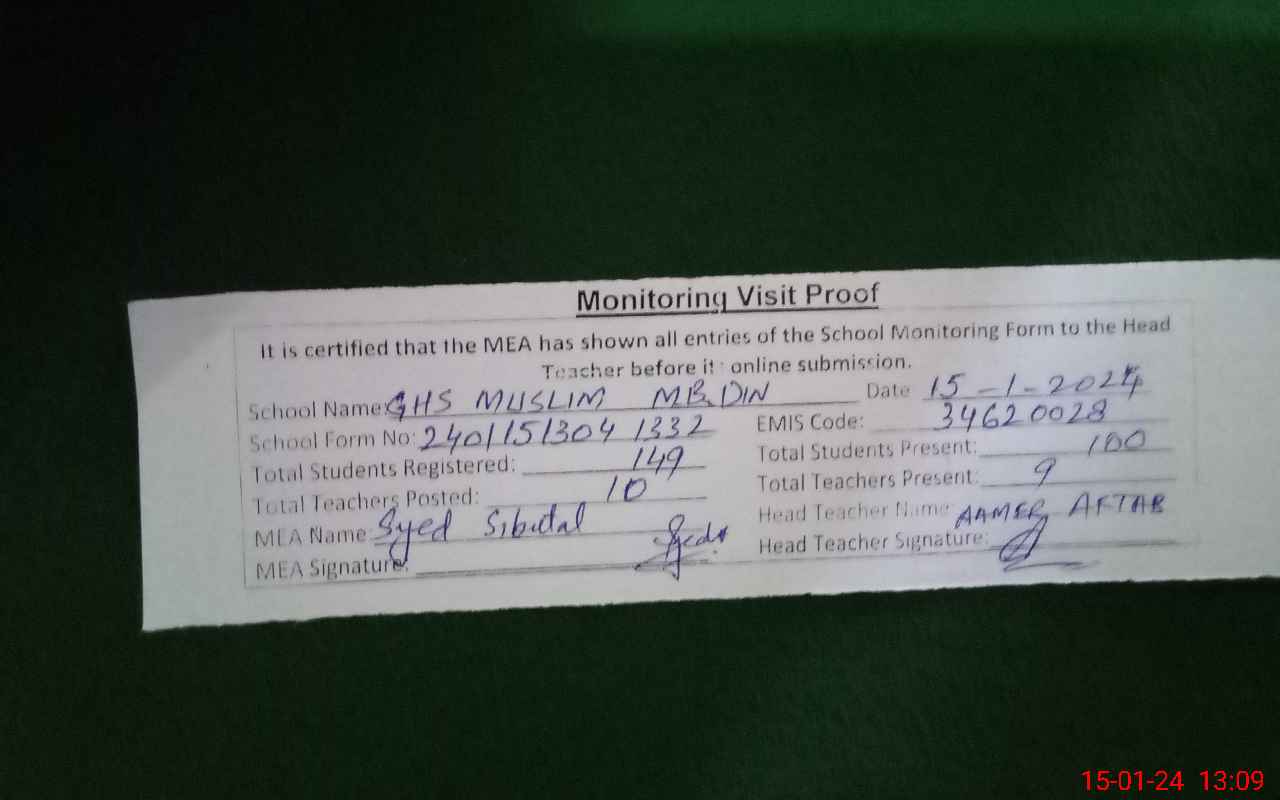 Monitoring Visit Proof
It is certified that the MEA has shown all entries of the School Monitoring Form to the Head
Teacher before its online submission.
School Name: GHS MUSLIM MB DIN Date 15-1-2024
School Form No: 2401151304 1332 EMIS Code: 34620028
Total Students Registered: 149 Total Students Present: 100
Total Teachers Posted: 10 Total Teachers Present: 9
MEA Name: Syed Sibtal Head Teacher Name: AAMER AFTAB
MEA Signature: Head Teacher Signature:
15-01-24 13:09